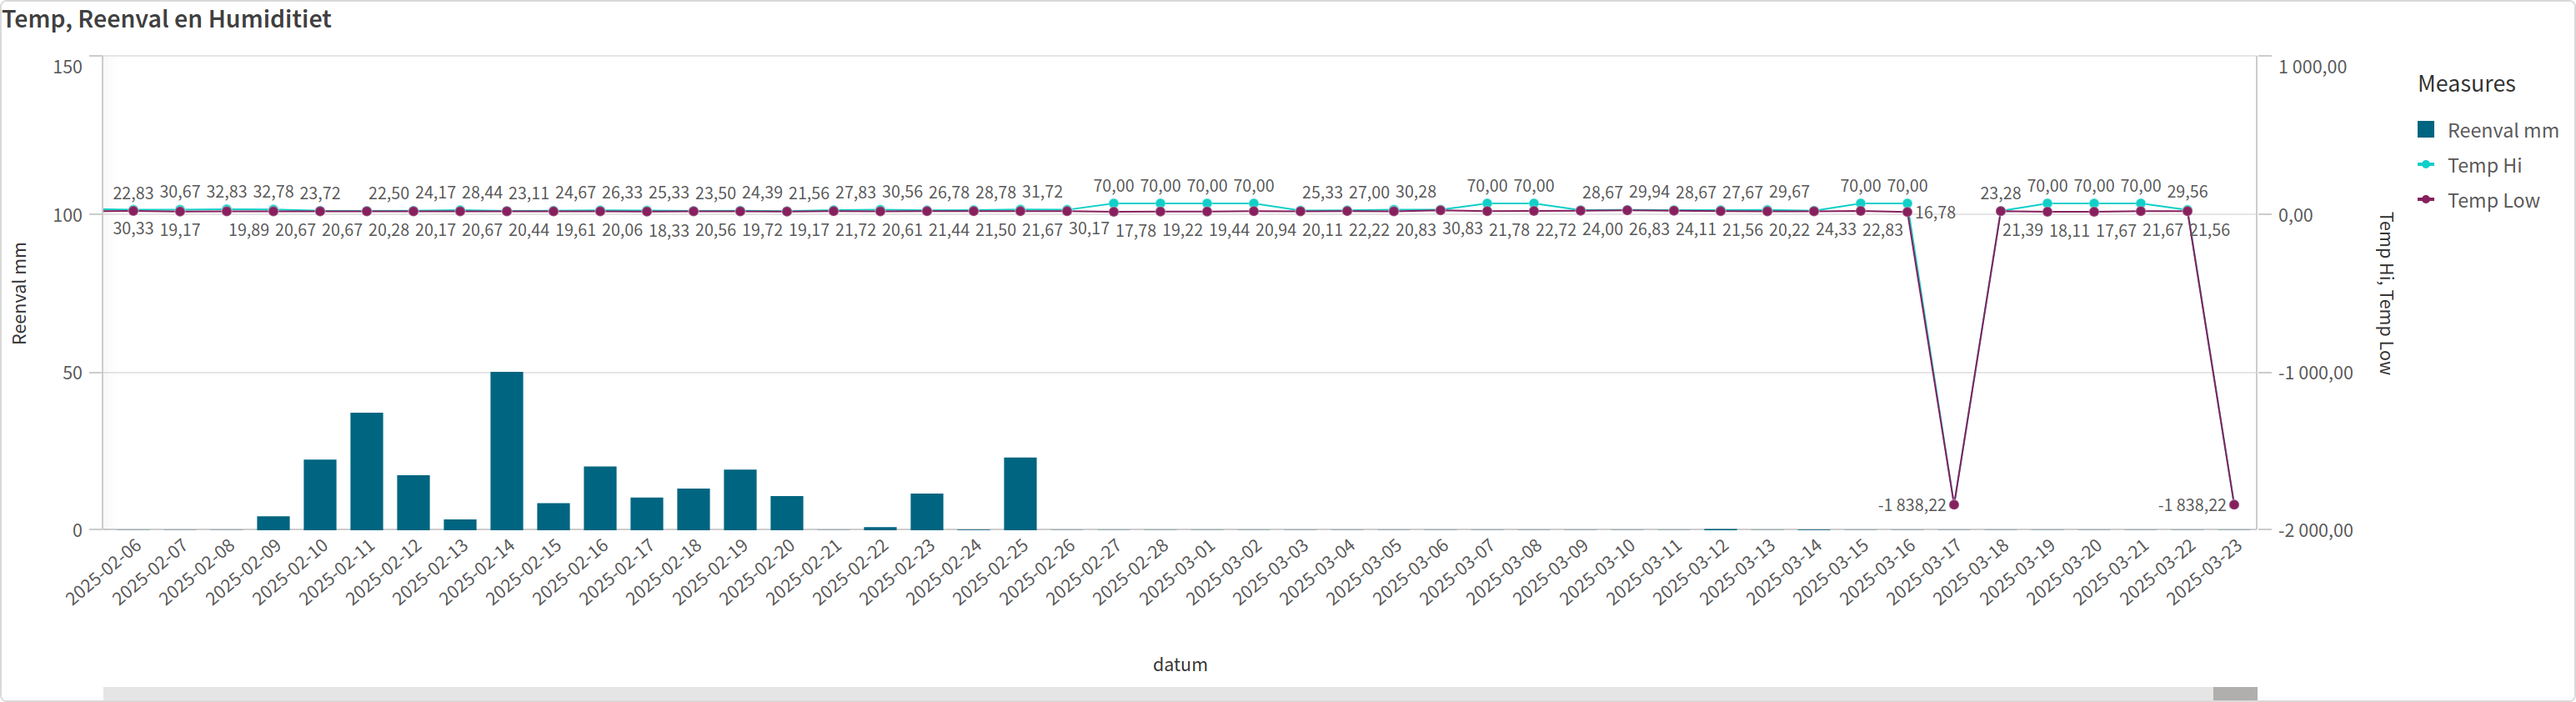 Temp, Reenval en Humiditiet
150
100
50
0
Reenval mm
22,83 30,67 32,83 32,78 23,72 22,50 24,17 28,44 23,11 24,67 26,33 25,33 23,50 24,39 21,56 27,83 30,56 26,78 28,78 31,72 70,00 70,00 70,00 70,00 25,33 27,00 30,28 70,00 70,00 28,67 29,94 28,67 27,67 29,67 70,00 70,00 23,28 70,00 70,00 70,00 29,56
30,33 19,17 19,89 20,67 20,67 20,28 20,17 20,67 20,44 19,61 20,06 18,33 20,56 19,72 19,17 21,72 20,61 21,44 21,50 21,67 30,17 17,78 19,22 19,44 20,94 20,11 22,22 20,83 30,83 21,78 22,72 24,00 26,83 24,11 21,56 20,22 24,33 22,83 16,78 21,39 18,11 17,67 21,67 21,56
-1 838,22 -1 838,22
1 000,00
0,00
-1 000,00
-2 000,00
Temp Hi, Temp Low
2025-02-06 2025-02-07 2025-02-08 2025-02-09 2025-02-10 2025-02-11 2025-02-12 2025-02-13 2025-02-14 2025-02-15 2025-02-16 2025-02-17 2025-02-18 2025-02-19 2025-02-20 2025-02-21 2025-02-22 2025-02-23 2025-02-24 2025-02-25 2025-02-26 2025-02-27 2025-02-28 2025-03-01 2025-03-02 2025-03-03 2025-03-04 2025-03-05 2025-03-06 2025-03-07 2025-03-08 2025-03-09 2025-03-10 2025-03-11 2025-03-12 2025-03-13 2025-03-14 2025-03-15 2025-03-16 2025-03-17 2025-03-18 2025-03-19 2025-03-20 2025-03-21 2025-03-22 2025-03-23
datum
Measures
Reenval mm
Temp Hi
Temp Low